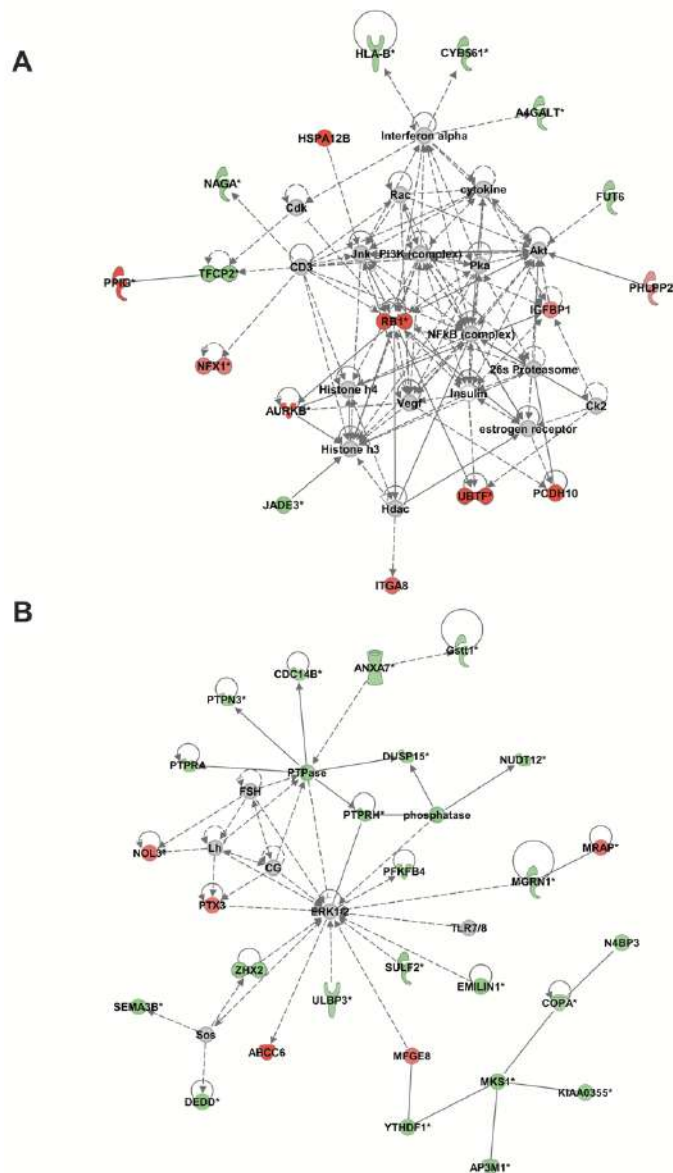 A
HLA-B*
CYB561*
A4GALT*
HSPA12B
Interferon alpha
NAGA*
Cdk
Rac
cytokine
FUT6
Jnk
Pi3K (complex)
Akt
TFCP2*
CD3
Pka
PPIG*
PHLPP2
IGFBP1
RB1*
NFkB (complex)
NFX1*
26s Proteasome
Histone h4
Vegf*
Insulin
Ck2
AURKB*
estrogen receptor
Histone h3
UBTF*
PCDH10
JADE3*
Hdac
ITGA8
B
Gstt1*
CDC14B*
ANXA7*
PTPN3*
PTPRA
PTPase
DUSP15*
NUDT12*
FSH
PTPRH*
phosphatase
NOL3*
Lh
CG
PFKFB4
MGRN1*
MRAP*
PTX3
ERK1/2
TLR7/8
N4BP3
ZHX2
SULF2*
EMILIN1*
COPA*
SEMA3B*
ULBP3*
Sos
ABCC6
MFGE8
MKS1*
KIAA0355*
DEDD*
YTHDF1*
AP3M1*